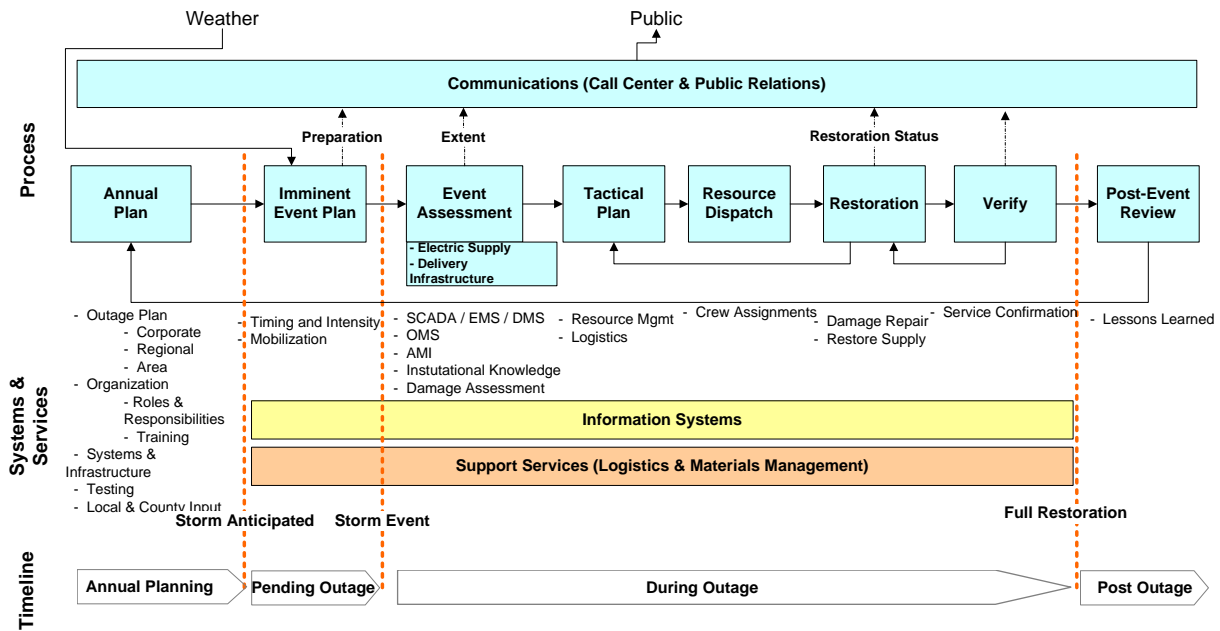 Weather
Public
Communications (Call Center & Public Relations)
Process
Preparation
Extent
Restoration Status
Annual
Plan
Imminent
Event Plan
Event
Assessment
Tactical
Plan
Resource
Dispatch
Restoration
Verify
Post-Event
Review
- Electric Supply
- Delivery
Infrastructure
- Outage Plan
- Corporate
- Regional
- Area
- Organization
- Roles &
Responsibilities
- Training
- Systems &
Infrastructure
- Testing
- Local & County Input
- Timing and Intensity
- Mobilization
- SCADA / EMS / DMS
- OMS
- AMI
- Instutational Knowledge
- Damage Assessment
- Resource Mgmt
- Logistics
- Crew Assignments
- Damage Repair
- Restore Supply
- Service Confirmation
- Lessons Learned
Systems &
Services
Information Systems
Support Services (Logistics & Materials Management)
Storm Anticipated
Storm Event
Full Restoration
Timeline
Annual Planning
Pending Outage
During Outage
Post Outage